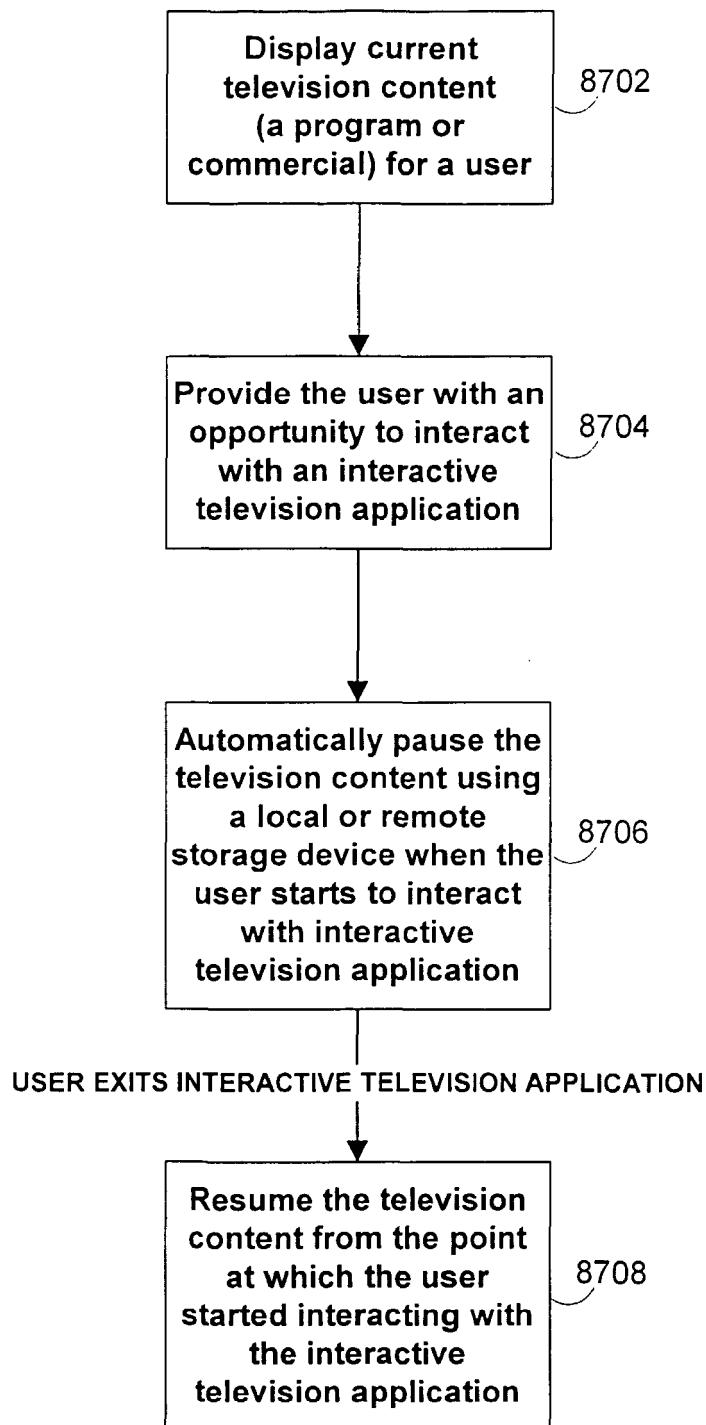 Display current
television content
(a program or
commercial) for a user
8702
Provide the user with an
opportunity to interact
with an interactive
television application
8704
Automatically pause the
television content using
a local or remote
storage device when the
user starts to interact
with interactive
television application
8706
USER EXITS INTERACTIVE TELEVISION APPLICATION
Resume the television
content from the point
at which the user
started interacting with
the interactive
television application
8708